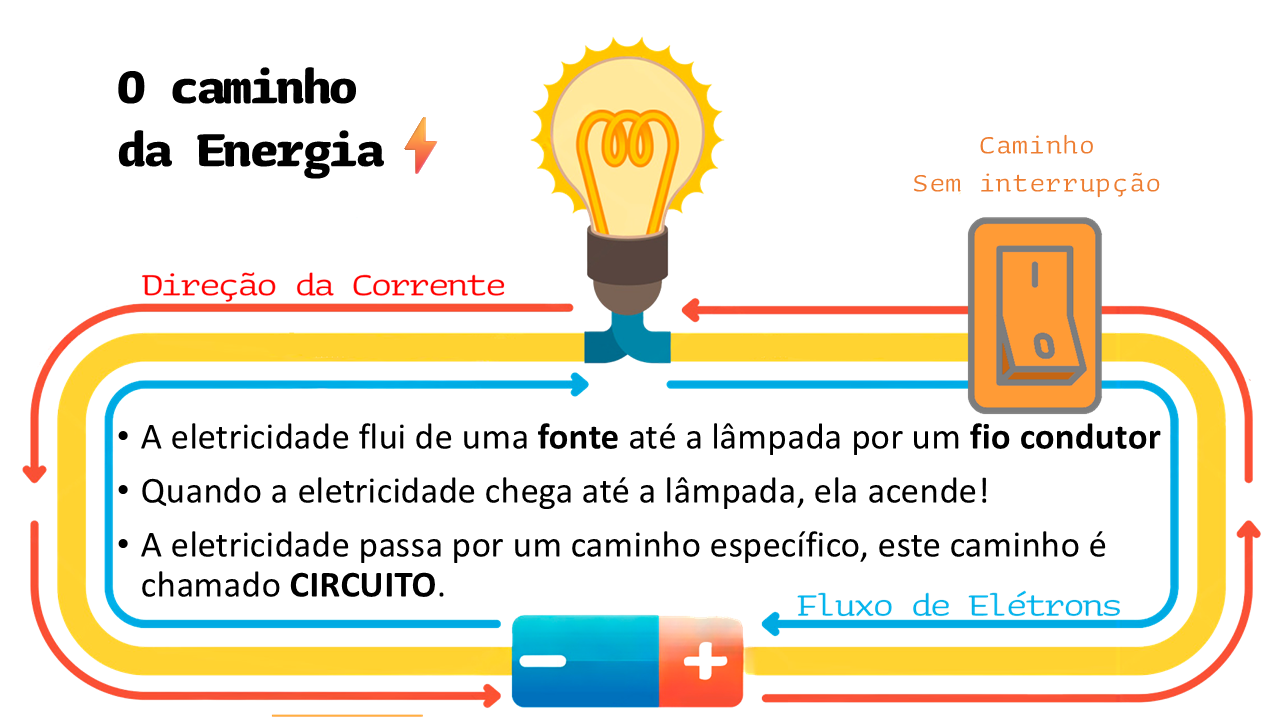 O caminho
da Energia
Caminho
Sem interrupção
Direção da Corrente
• A eletricidade flui de uma fonte até a lâmpada por um fio condutor
• Quando a eletricidade chega até a lâmpada, ela acende!
• A eletricidade passa por um caminho específico, este caminho é
chamado CIRCUITO.
Fluxo de Elétrons